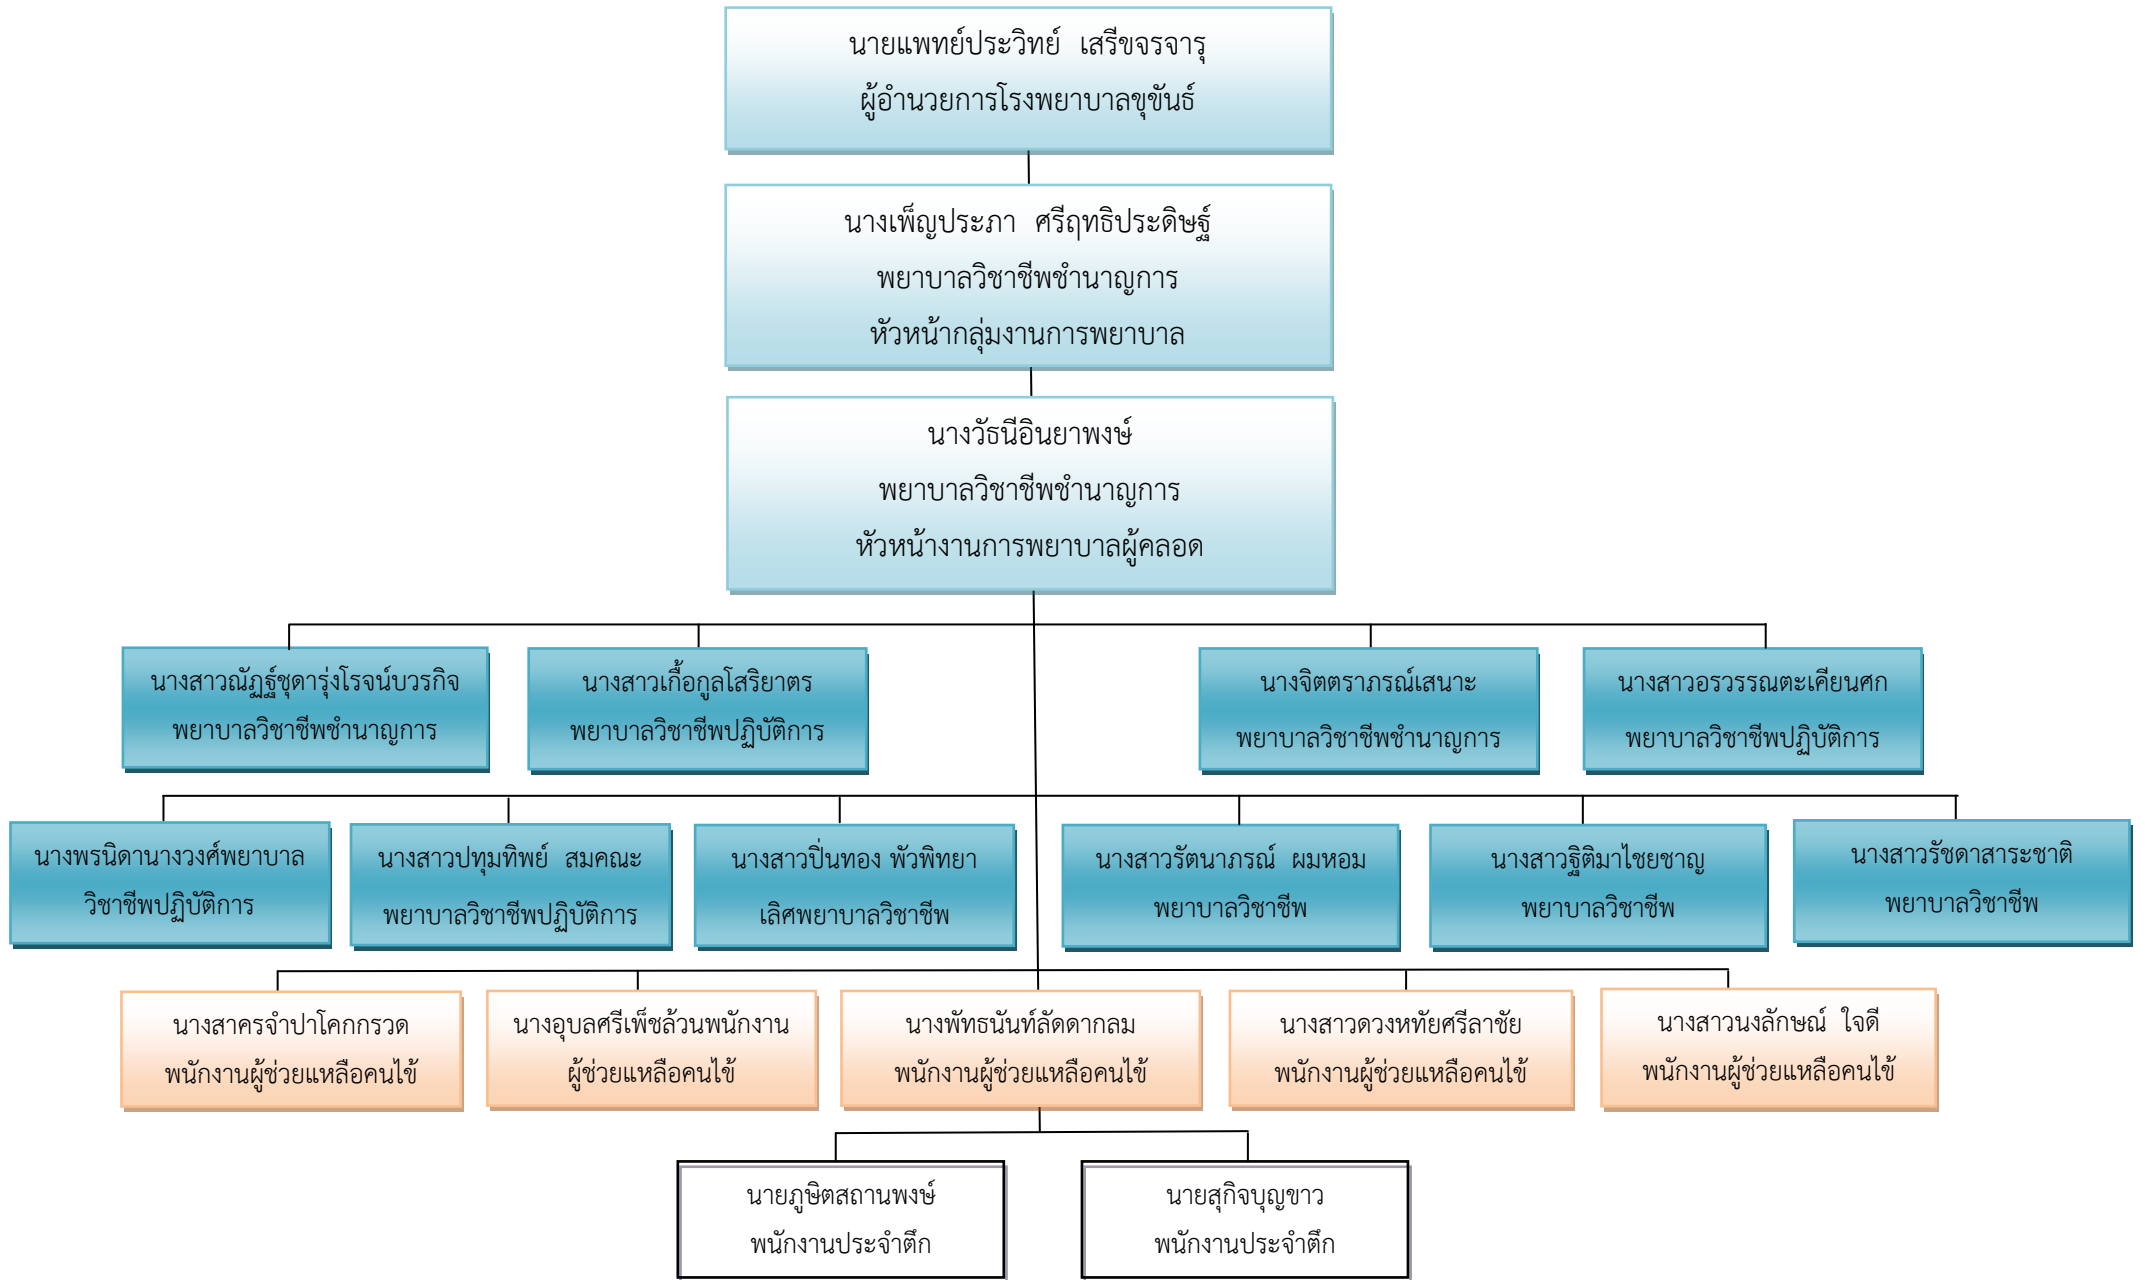 นายแพทย์ประวิทย์ เสรีขจรจารุ
ผู้อำนวยการโรงพยาบาลขุขันธ์
นางเพ็ญประภา ศรีฤทธิประดิษฐ์
พยาบาลวิชาชีพชำนาญการ
หัวหน้ากลุ่มงานการพยาบาล
นางวัธนีอินยาพงษ์
พยาบาลวิชาชีพชำนาญการ
หัวหน้างานการพยาบาลผู้คลอด
นางสาวณัฏฐ์ชุดารุ่งโรจน์บวรกิจ
พยาบาลวิชาชีพชำนาญการ
นางสาวเกื้อกูลโสริยาตร
พยาบาลวิชาชีพปฏิบัติการ
นางจิตตราภรณ์เสนาะ
พยาบาลวิชาชีพชำนาญการ
นางสาวอรวรรณตะเคียนศก
พยาบาลวิชาชีพปฏิบัติการ
นางพรนิดานางวงศ์พยาบาล
วิชาชีพปฏิบัติการ
นางสาวปทุมทิพย์ สมคณะ
พยาบาลวิชาชีพปฏิบัติการ
นางสาวปิ่นทอง พัวพิทยา
เลิศพยาบาลวิชาชีพ
นางสาวรัตนาภรณ์ ผมหอม
พยาบาลวิชาชีพ
นางสาวฐิติมาไชยชาญ
พยาบาลวิชาชีพ
นางสาวรัชดาสาระชาติ
พยาบาลวิชาชีพ
นางสาครจำปาโคกกรวด
พนักงานผู้ช่วยแหลือคนไข้
นางอุบลศรีเพ็ชล้วนพนักงาน
ผู้ช่วยแหลือคนไข้
นางพัทธนันท์ลัดดากลม
พนักงานผู้ช่วยแหลือคนไข้
นางสาวดวงหทัยศรีลาชัย
พนักงานผู้ช่วยแหลือคนไข้
นางสาวนงลักษณ์ ใจดี
พนักงานผู้ช่วยแหลือคนไข้
นายภูษิตสถานพงษ์
พนักงานประจำตึก
นายสุกิจบุญขาว
พนักงานประจำตึก